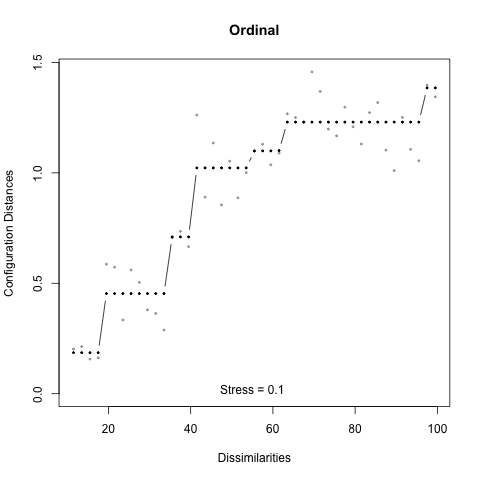 Ordinal
Configuration Distances
1.5
1.0
0.5
0.0
Stress = 0.1
20 40 60 80 100
Dissimilarities